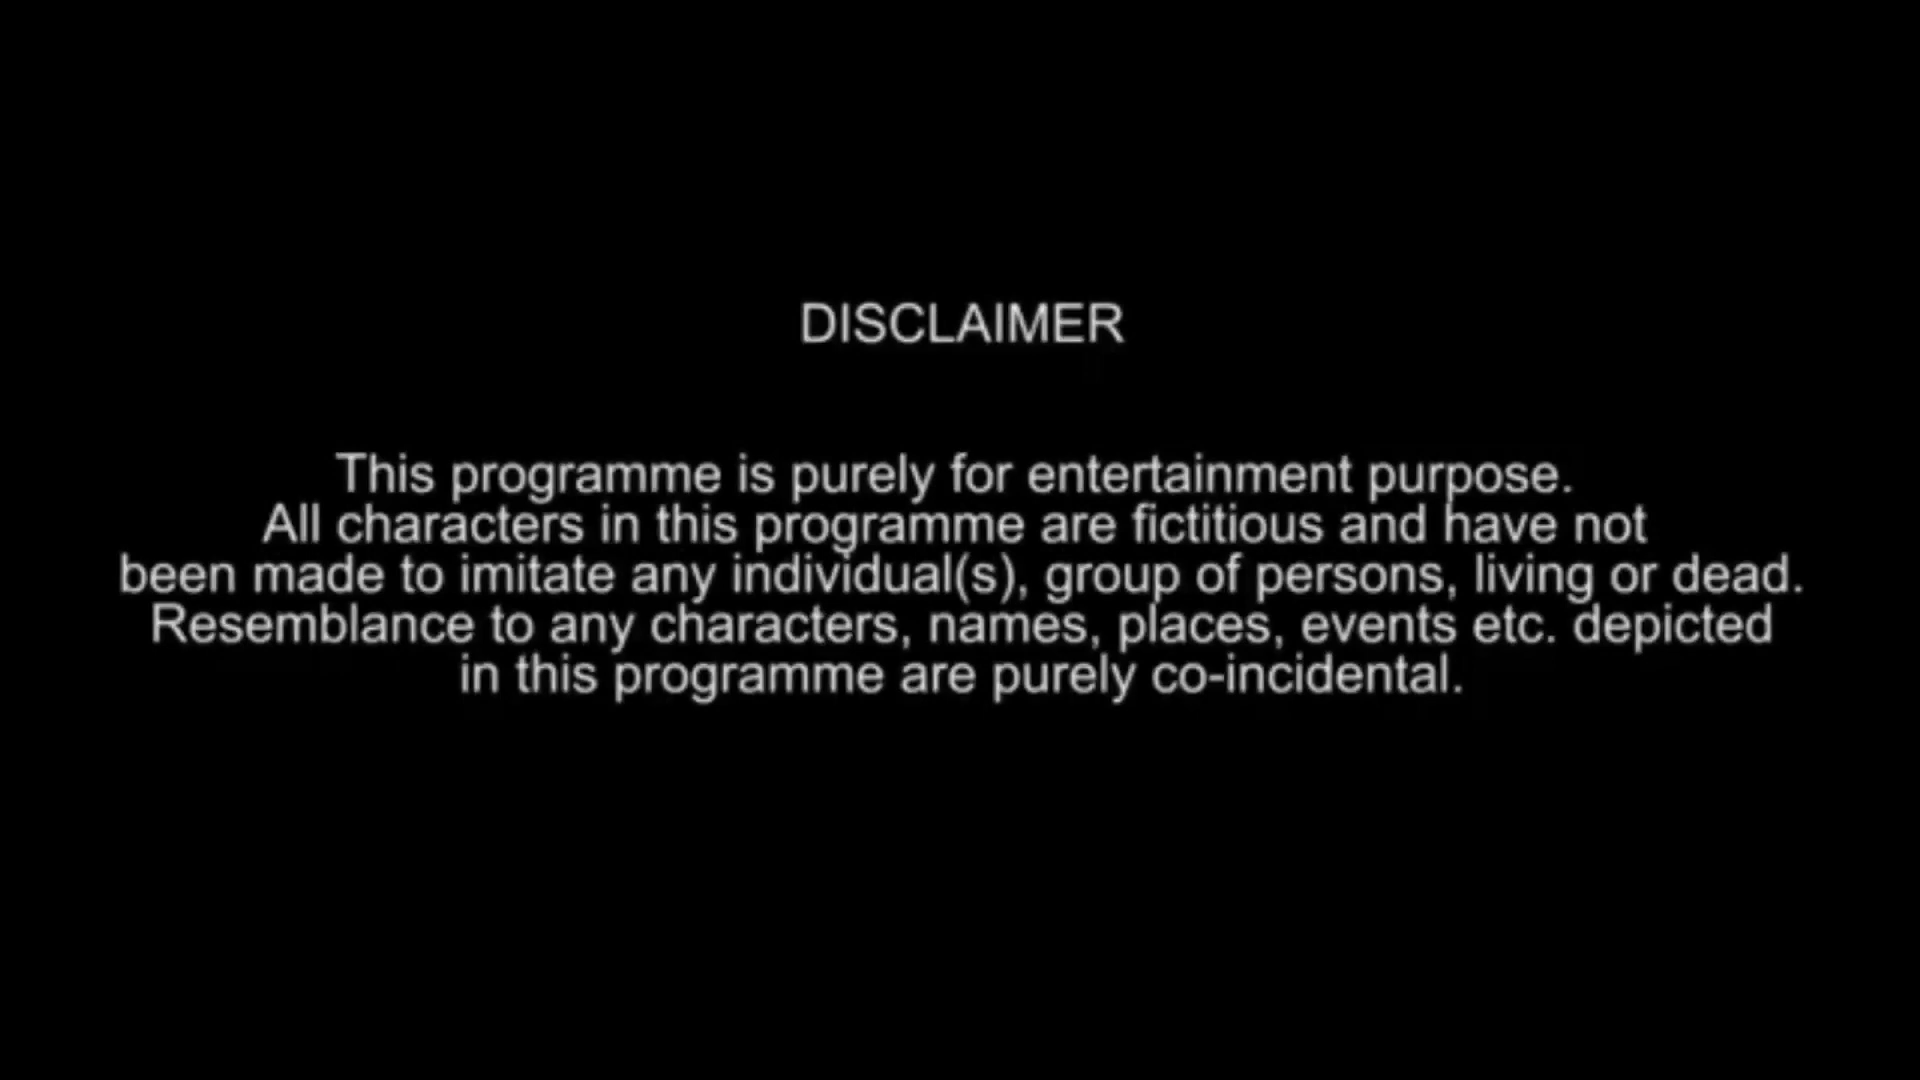 DISCLAIMER
This programme is purely for entertainment purpose.
All characters in this programme are fictitious and have not
been made to imitate any individual(s), group of persons, living or dead.
Resemblance to any characters, names, places, events etc. depicted
in this programme are purely co-incidental.